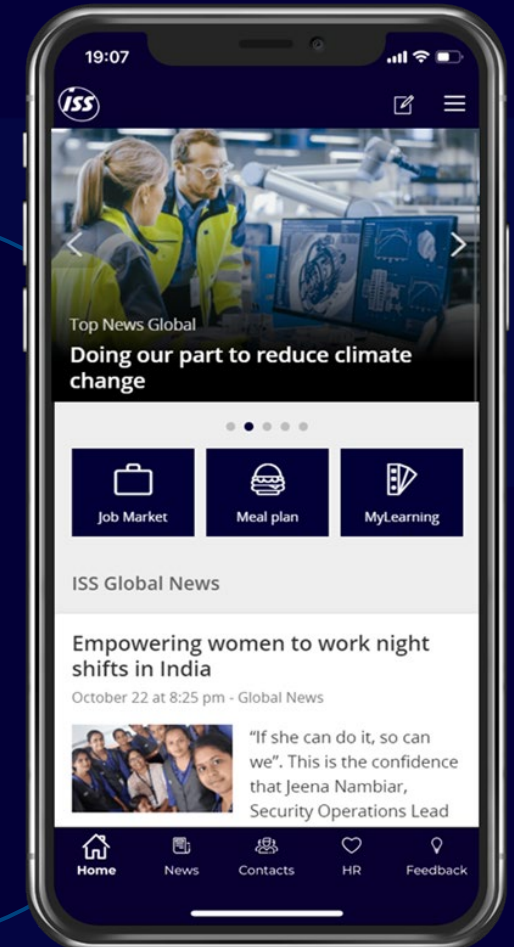 19:07
ISS
Top News Global
Doing our part to reduce climate
change
Job Market
Meal plan
MyLearning
ISS Global News
Empowering women to work night
shifts in India
October 22 at 8:25 pm - Global News
“If she can do it, so can
we”. This is the confidence
that Jeena Nambiar,
Security Operations Lead
Home
News
Contacts
HR
Feedback